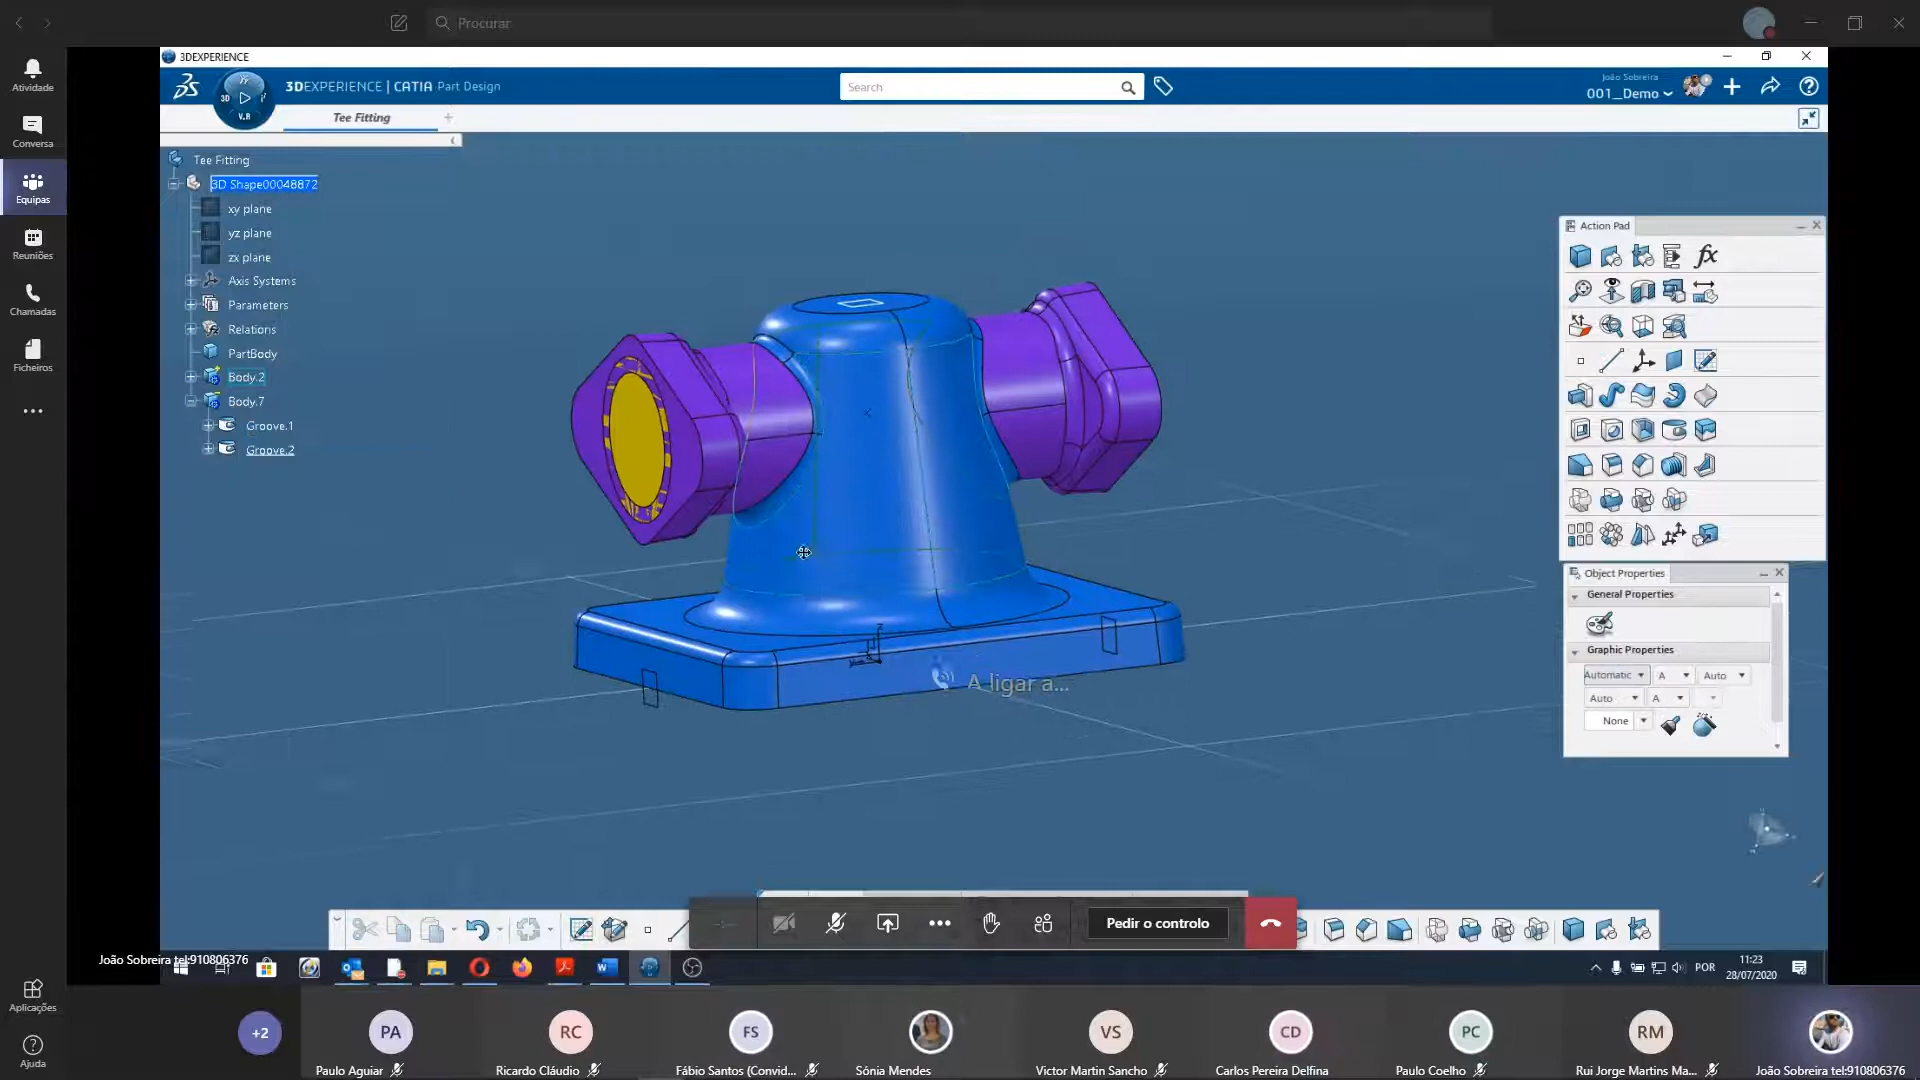 Procurar
Atividade
Conversa
Equipas
Reuniões
Chamadas
Ficheiros
Aplicações
Ajuda
3DEXPERIENCE
3DEXPERIENCE | CATIA Part Design
3D
V.R
Search
João Sobreira
001_Demo
Tee Fitting
Tee Fitting
3D Shape00048872
xy plane
yz plane
zx plane
Axis Systems
Parameters
Relations
PartBody
Body.2
Body.7
Groove.1
Groove.2
Action Pad
fx
Object Properties
General Properties
Graphic Properties
Automatic
A
Auto
Auto
A
None
z
A ligar a...
Pedir o controlo
João Sobreira tel:910806376
POR
11:23
28/07/2020
+2
PA
Paulo Aguiar
RC
Ricardo Cláudio
FS
Fábio Santos (Convid...
Sónia Mendes
VS
Victor Martin Sancho
CD
Carlos Pereira Delfina
PC
Paulo Coelho
RM
Rui Jorge Martins Ma...
João Sobreira tel:910806376